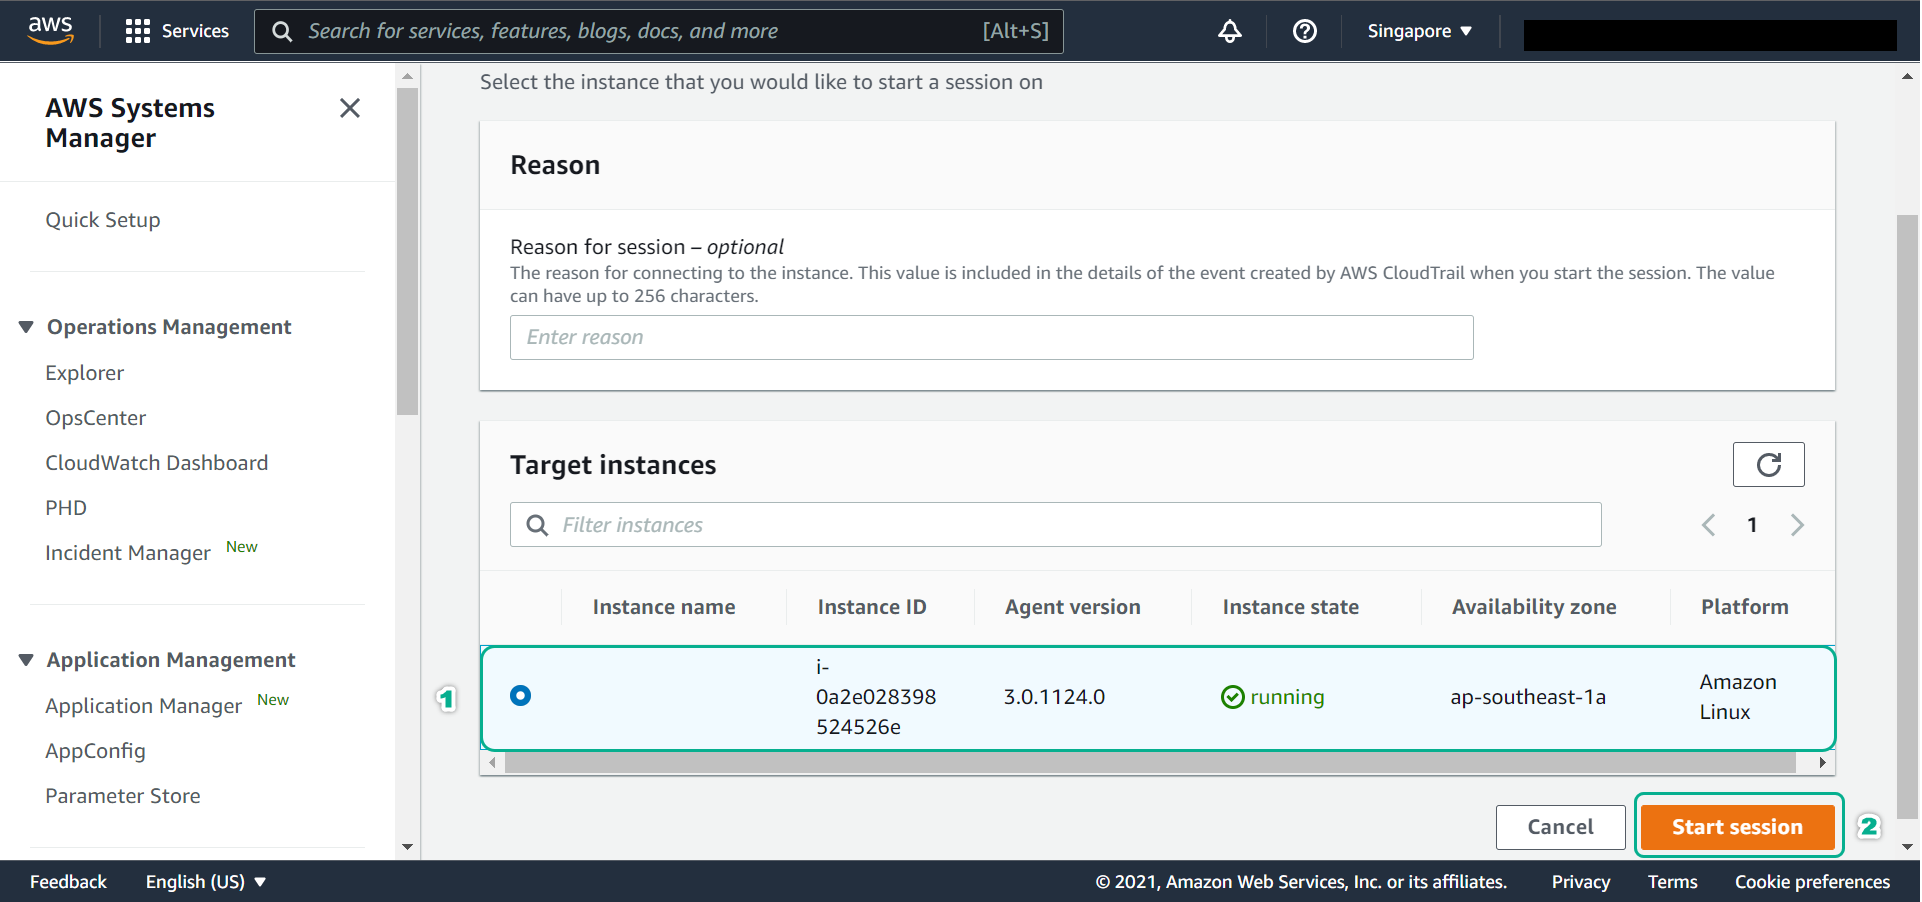 aws
Services
Search for services, features, blogs, docs, and more
[Alt+S]
Singapore
AWS Systems
Manager
Quick Setup
Operations Management
Explorer
OpsCenter
CloudWatch Dashboard
PHD
Incident Manager New
Application Management
Application Manager New
AppConfig
Parameter Store
Select the instance that you would like to start a session on
Reason
Reason for session – optional
The reason for connecting to the instance. This value is included in the details of the event created by AWS CloudTrail when you start the session. The value
can have up to 256 characters.
Enter reason
Target instances
Filter instances
1
Instance name Instance ID Agent version Instance state Availability zone Platform
1
i-
0a2e028398
524526e
3.0.1124.0
running
ap-southeast-1a
Amazon
Linux
Cancel
Start session
2
Feedback
English (US)
© 2021, Amazon Web Services, Inc. or its affiliates.
Privacy
Terms
Cookie preferences